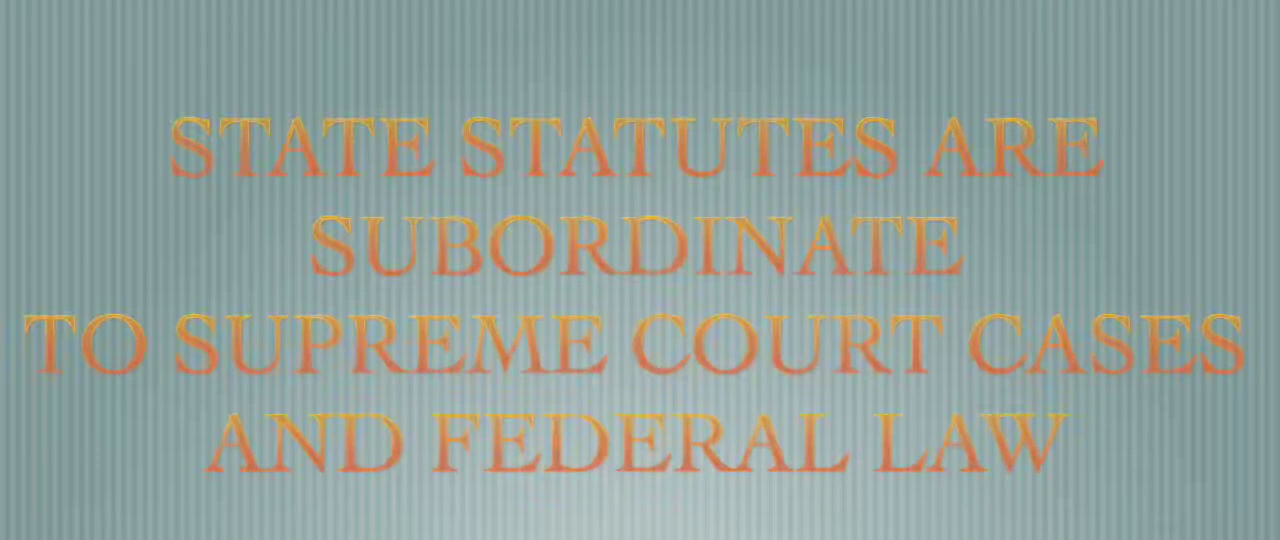 STATE STATUTES ARE
SUBORDINATE
TO SUPREME COURT CASES
AND FEDERAL LAW